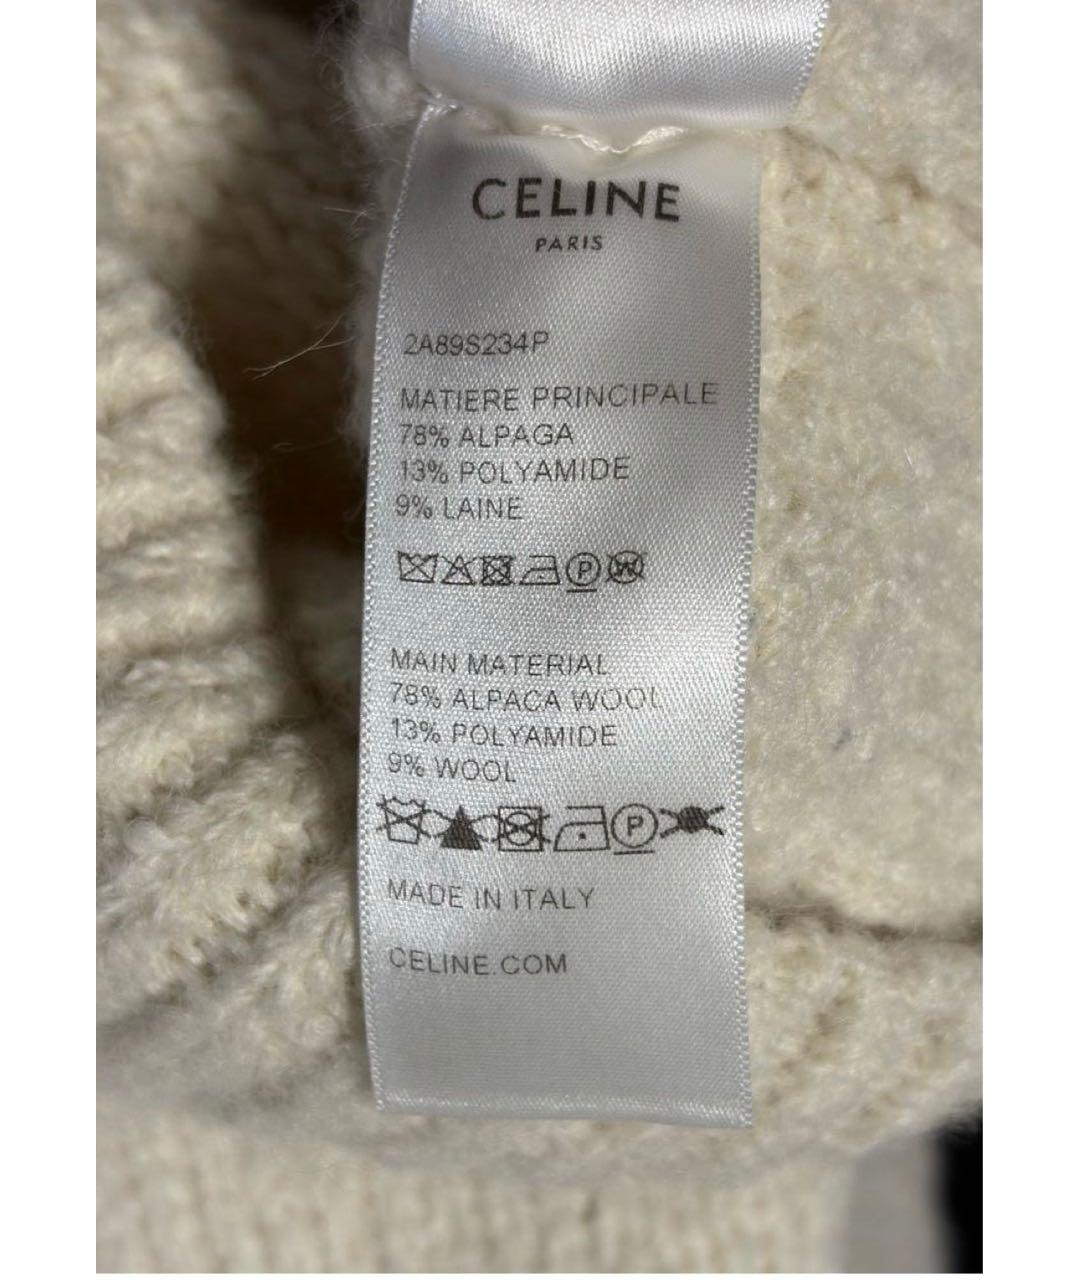 CELINE
PARIS
2A89S234P
MATIERE PRINCIPALE
78% ALPAGA
13% POLYAMIDE
9% LAINE
P W
MAIN MATERIAL
78% ALPACA WOOL
13% POLYAMIDE
9% WOOL
P
MADE IN ITALY
CELINE.COM